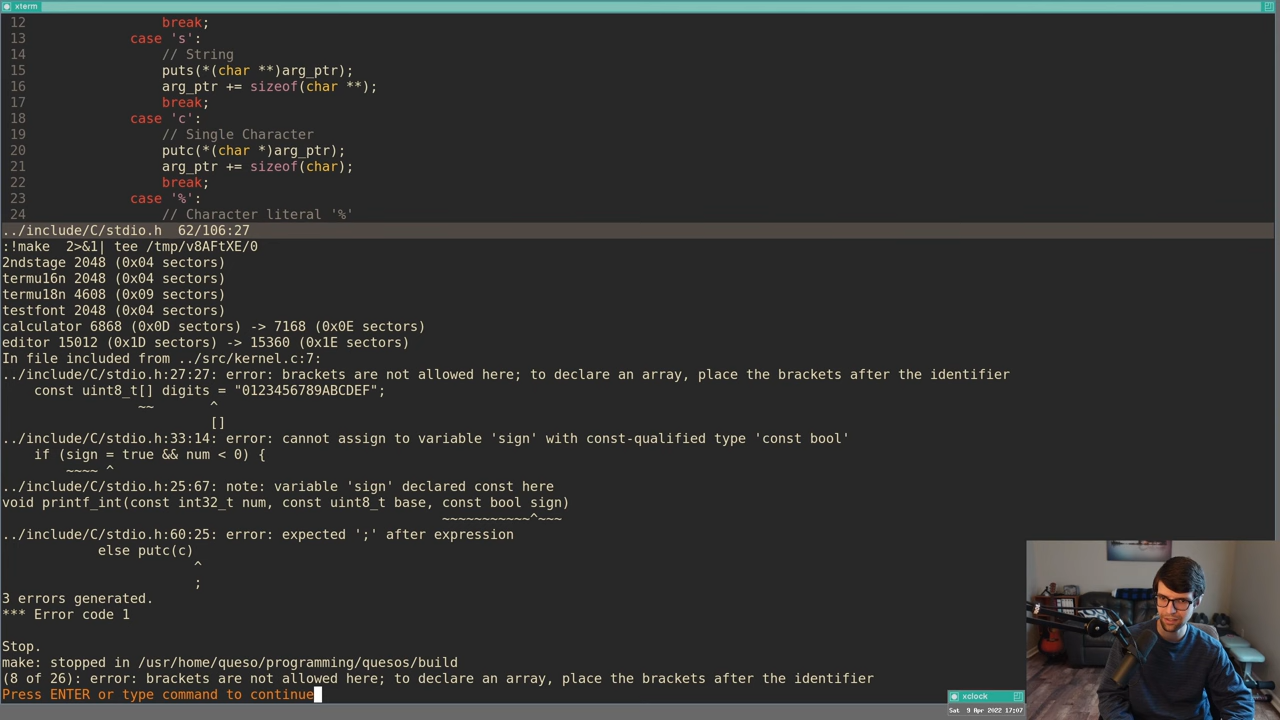 xterm
12                 break;
13             case 's':
14                 // String
15                 puts(*(char **)arg_ptr);
16                 arg_ptr += sizeof(char **);
17                 break;
18             case 'c':
19                 // Single Character
20                 putc(*(char *)arg_ptr);
21                 arg_ptr += sizeof(char);
22                 break;
23             case '%':
24                 // Character literal '%'
../include/C/stdio.h  62/106:27
:!make  2>&1| tee /tmp/v8AFtXE/0
2ndstage 2048 (0x04 sectors)
termu16n 2048 (0x04 sectors)
termu18n 4608 (0x09 sectors)
testfont 2048 (0x04 sectors)
calculator 6868 (0x0D sectors) -> 7168 (0x0E sectors)
editor 15012 (0x1D sectors) -> 15360 (0x1E sectors)
In file included from ../src/kernel.c:7:
../include/C/stdio.h:27:27: error: brackets are not allowed here; to declare an array, place the brackets after the identifier
    const uint8_t[] digits = "0123456789ABCDEF";
                 ~~       ^
                          []
../include/C/stdio.h:33:14: error: cannot assign to variable 'sign' with const-qualified type 'const bool'
    if (sign = true && num < 0) {
        ~~~~ ^
../include/C/stdio.h:25:67: note: variable 'sign' declared const here
void printf_int(const int32_t num, const uint8_t base, const bool sign)
                                                       ~~~~~~~~~~~^~~~
../include/C/stdio.h:60:25: error: expected ';' after expression
            else putc(c)
                        ^
                        ;
3 errors generated.
*** Error code 1
Stop.
make: stopped in /usr/home/queso/programming/quesos/build
(8 of 26): error: brackets are not allowed here; to declare an array, place the brackets after the identifier
Press ENTER or type command to continue
xclock
Sat  9 Apr 2022 17:07